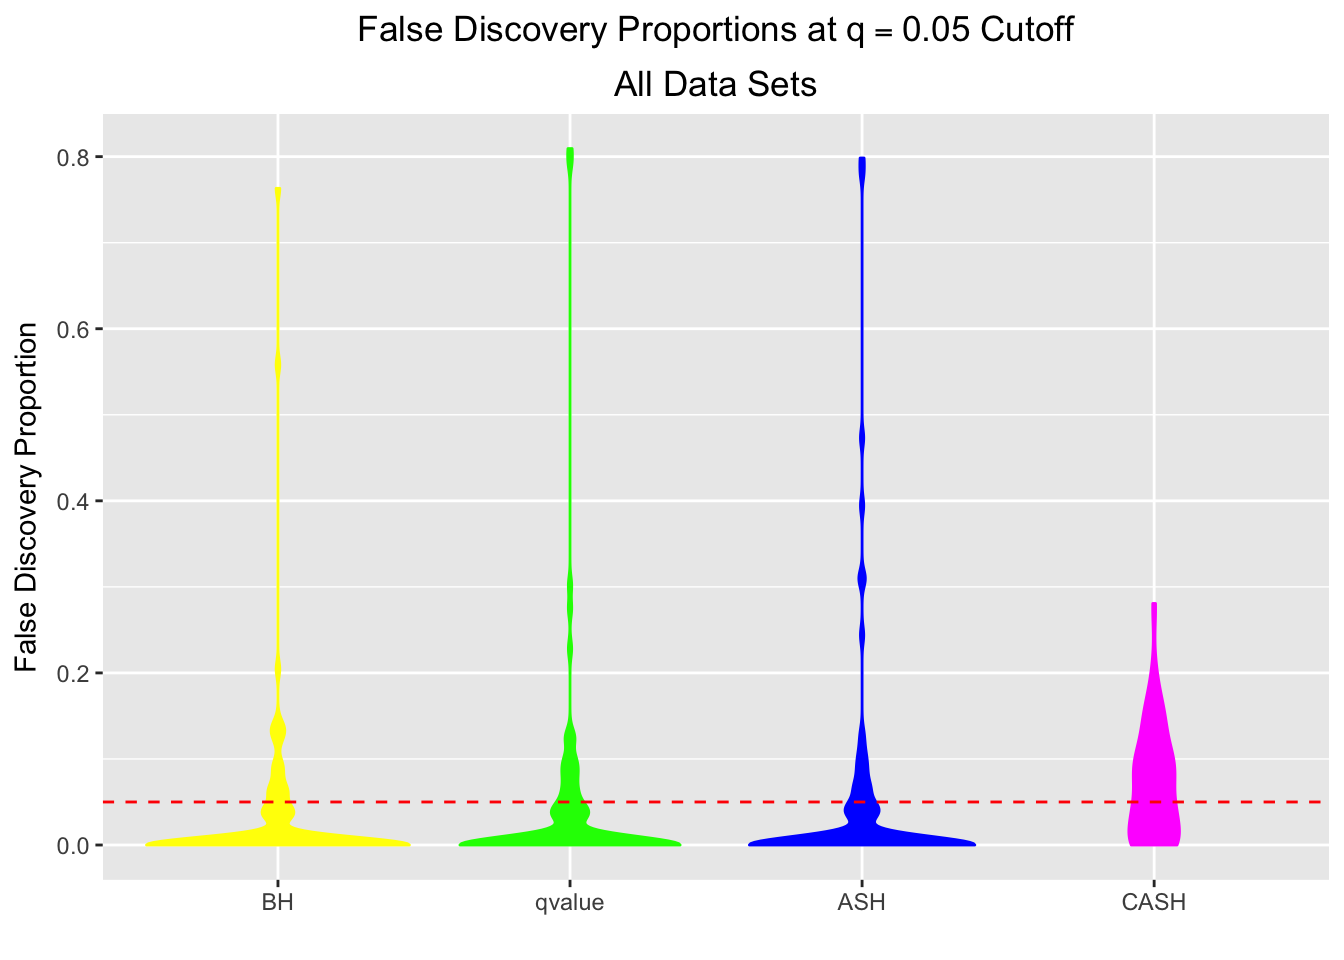 False Discovery Proportions at q = 0.05 Cutoff
All Data Sets
False Discovery Proportion
0.8
0.6
0.4
0.2
0.0
BH
qvalue
ASH
CASH